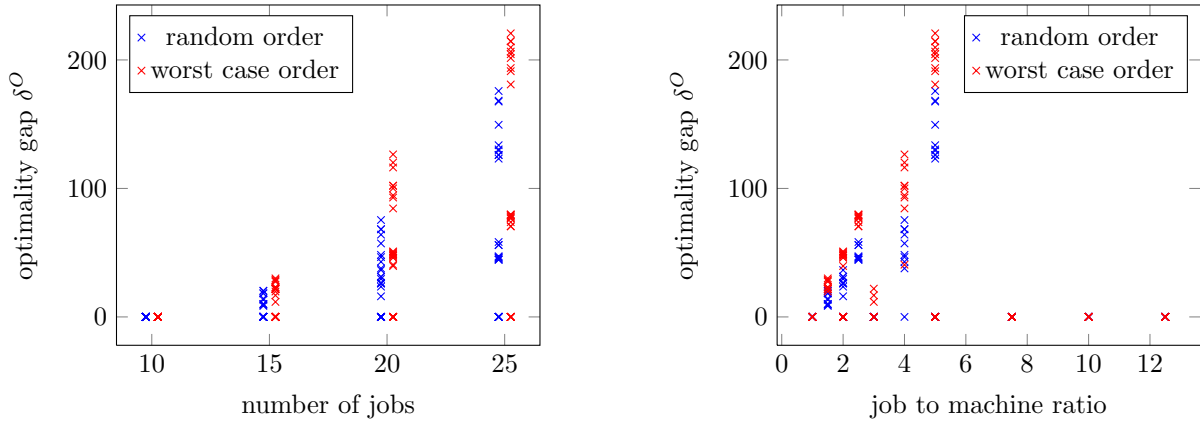 random order
worst case order
200
100
0
10 15 20 25
number of jobs
optimality gap δ^O
random order
worst case order
200
100
0
0 2 4 6 8 10 12
job to machine ratio
optimality gap δ^O